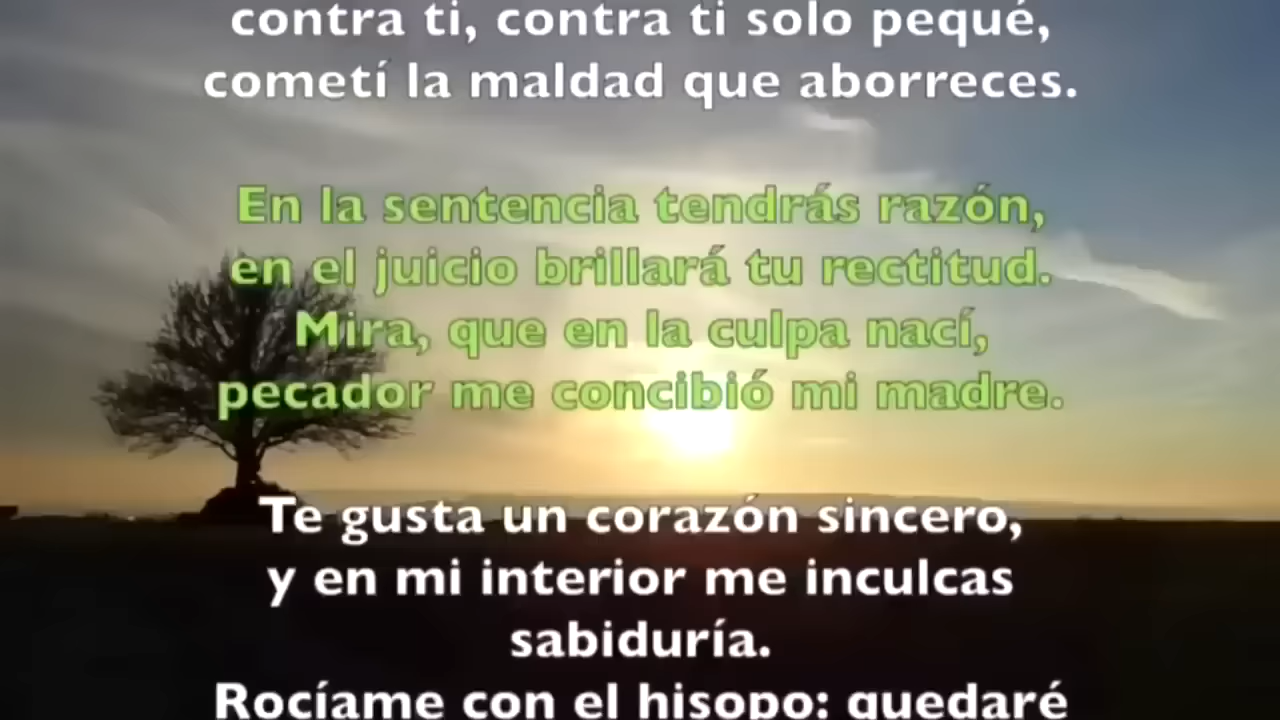 contra ti, contra ti solo pequé,
cometí la maldad que aborreces.
En la sentencia tendrás razón,
en el juicio brillará tu rectitud.
Mira, que en la culpa nací,
pecador me concibió mi madre.
Te gusta un corazón sincero,
y en mi interior me inculcas
sabiduría.
Rocíame con el hisopo: quedaré